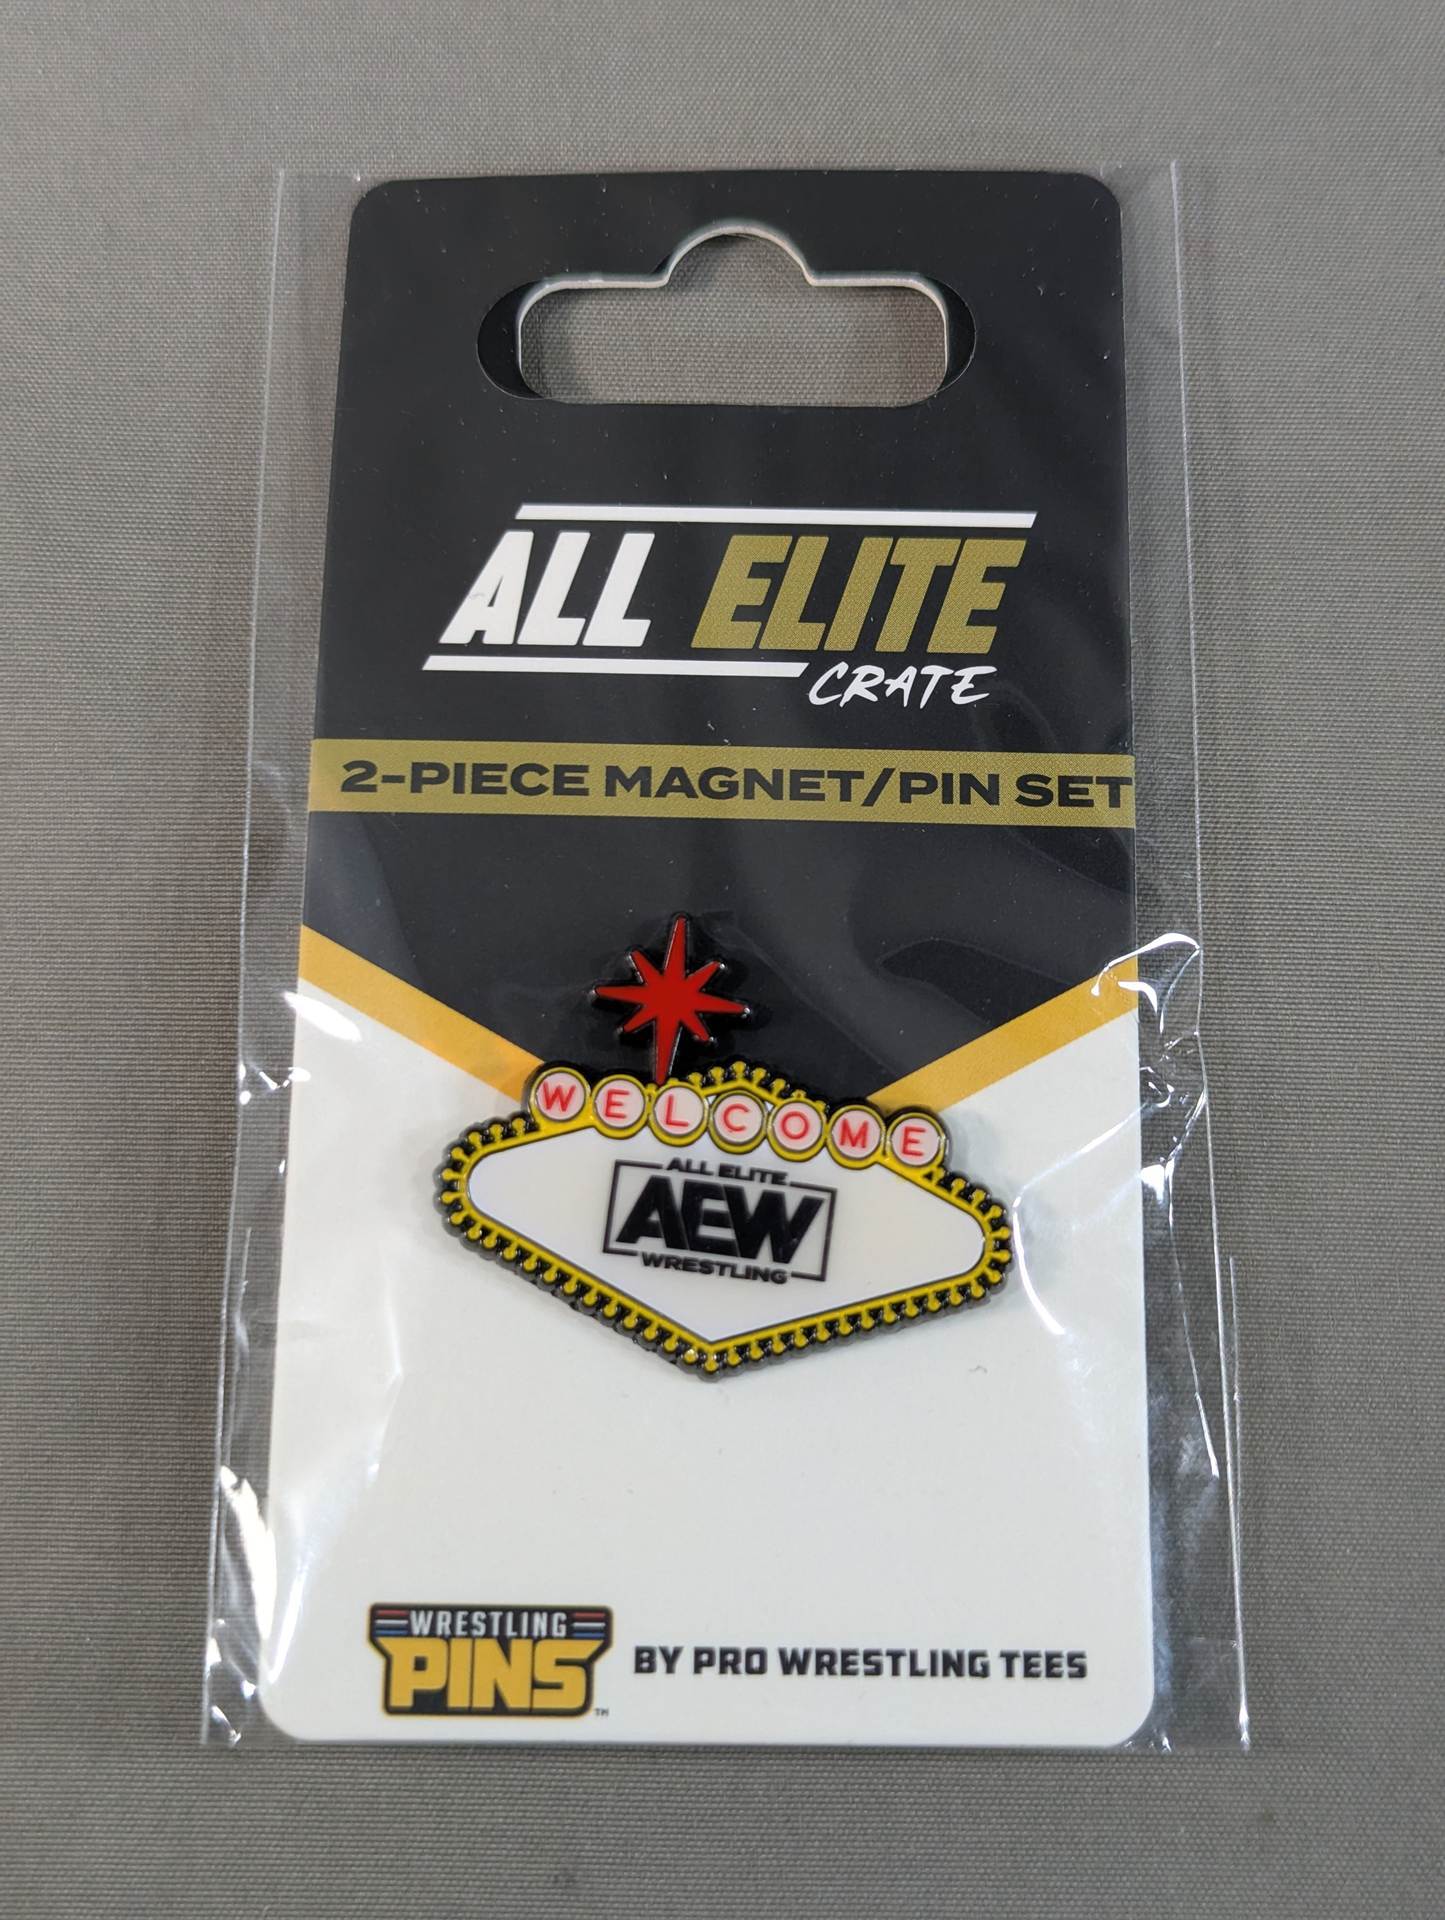 ALL ELITE
CRATE
2-PIECE MAGNET/PIN SET
WELCOME
ALL ELITE
AEW
WRESTLING
WRESTLING
PINS
TM
BY PRO WRESTLING TEES